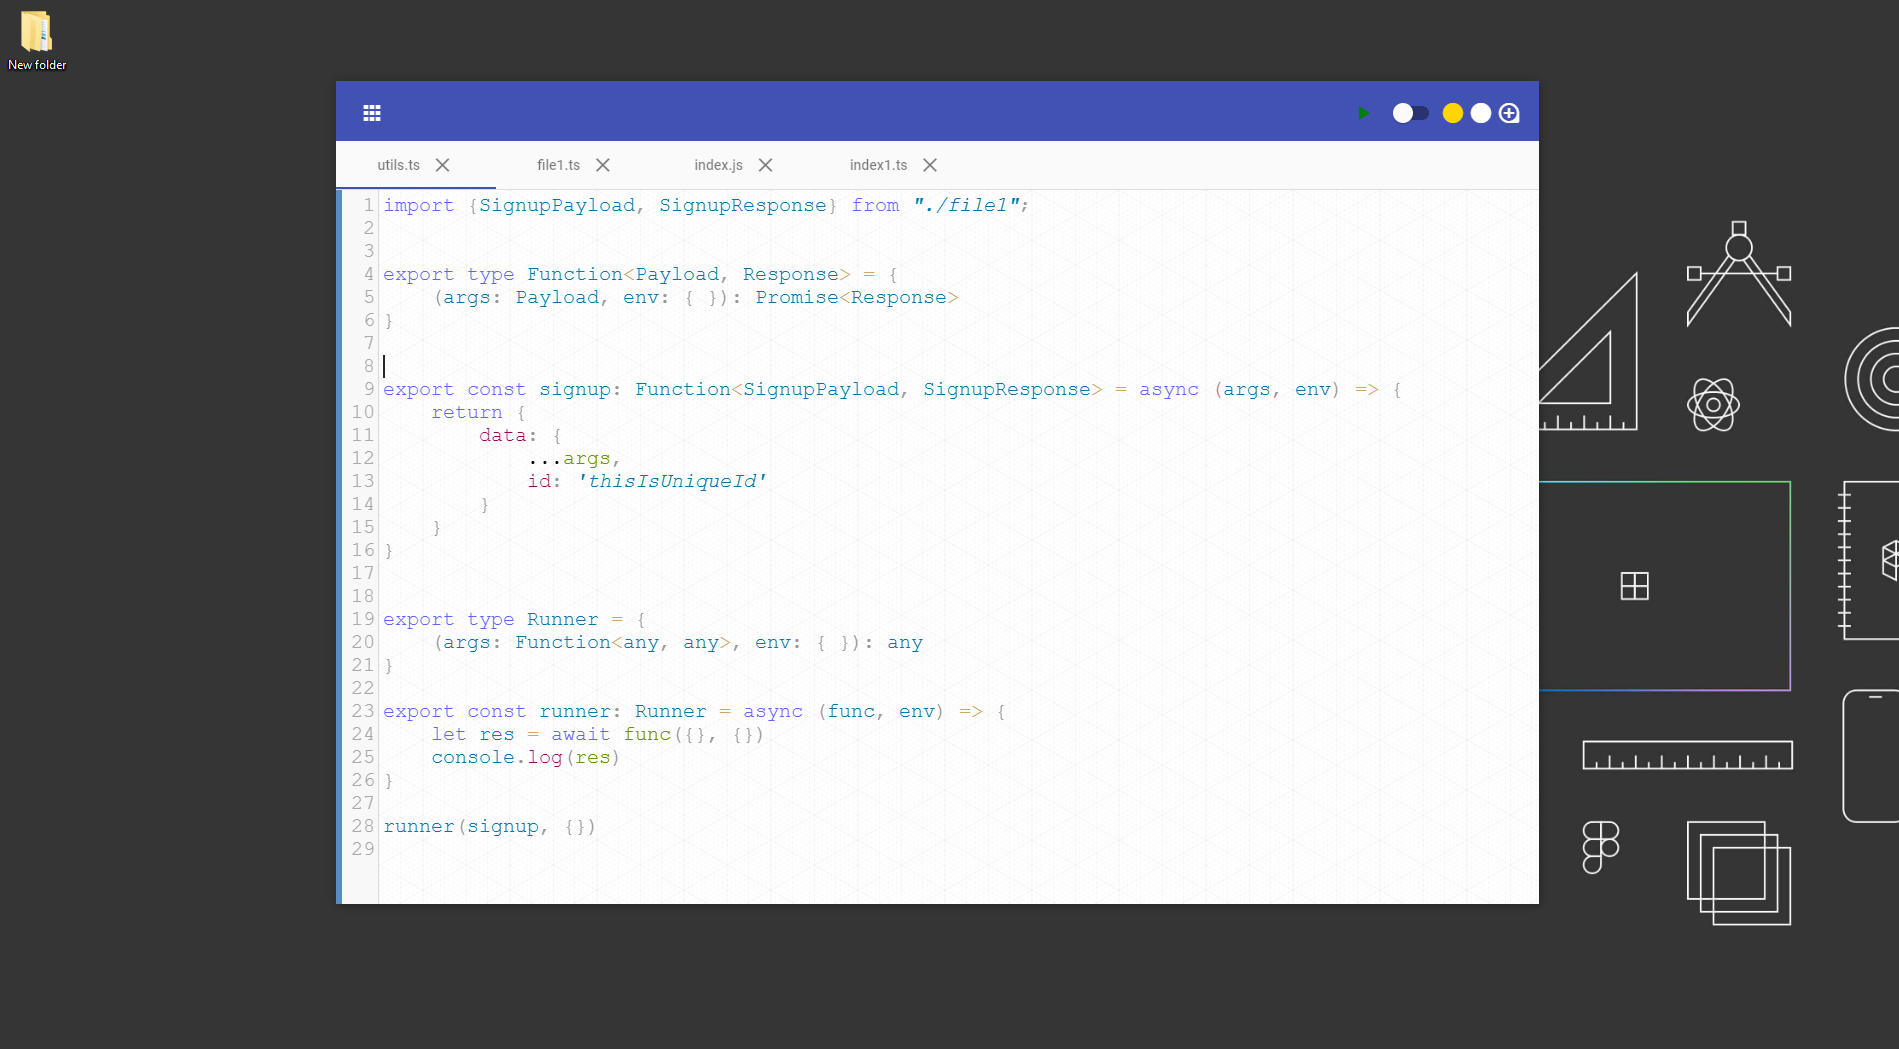 New folder
utils.ts
file1.ts
index.js
index1.ts
1 import {SignupPayload, SignupResponse} from "./file1";
2
3
4 export type Function<Payload, Response> = {
5     (args: Payload, env: { }): Promise<Response>
6 }
7
8
9 export const signup: Function<SignupPayload, SignupResponse> = async (args, env) => {
10     return {
11         data: {
12             ...args,
13             id: 'thisIsUniqueId'
14         }
15     }
16 }
17
18
19 export type Runner = {
20     (args: Function<any, any>, env: { }): any
21 }
22
23 export const runner: Runner = async (func, env) => {
24     let res = await func({}, {})
25     console.log(res)
26 }
27
28 runner(signup, {})
29